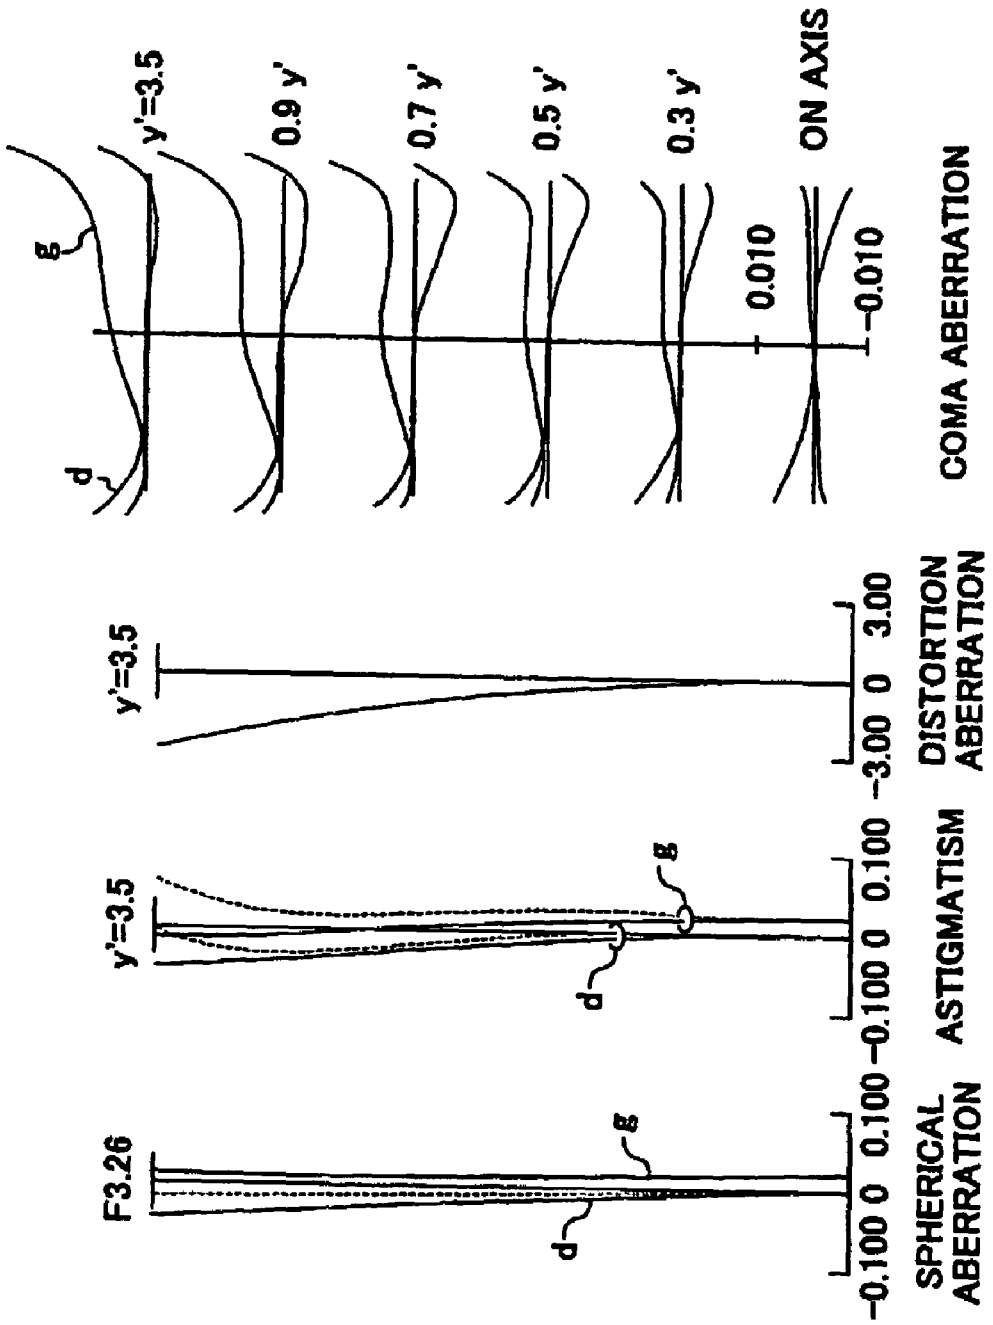 F3.26
g
d
-0.100 0 0.100
SPHERICAL
ABERRATION
y'=3.5
g
d
-0.100 0 0.100
ASTIGMATISM
y'=3.5
-3.00 0 3.00
DISTORTION
ABERRATION
g
d
y'=3.5
0.9 y'
0.7 y'
0.5 y'
0.3 y'
0.010
ON AXIS
-0.010
COMA ABERRATION